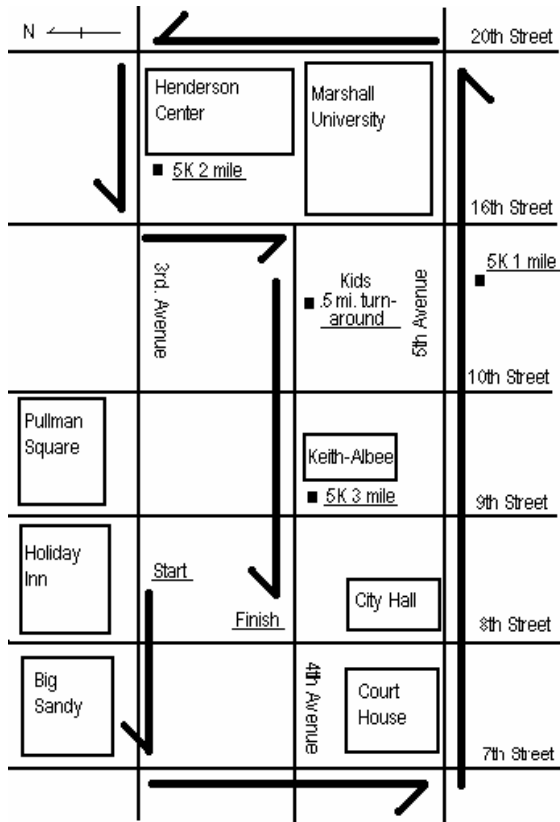 N
20th Street
Henderson
Center
Marshall
University
5K 2 mile
16th Street
3rd. Avenue
Kids
.5 mi. turn-
around
5th Avenue
5K 1 mile
10th Street
Pullman
Square
Keith-Albee
5K 3 mile
9th Street
Holiday
Inn
Start
Finish
City Hall
8th Street
Big
Sandy
4th Avenue
Court
House
7th Street